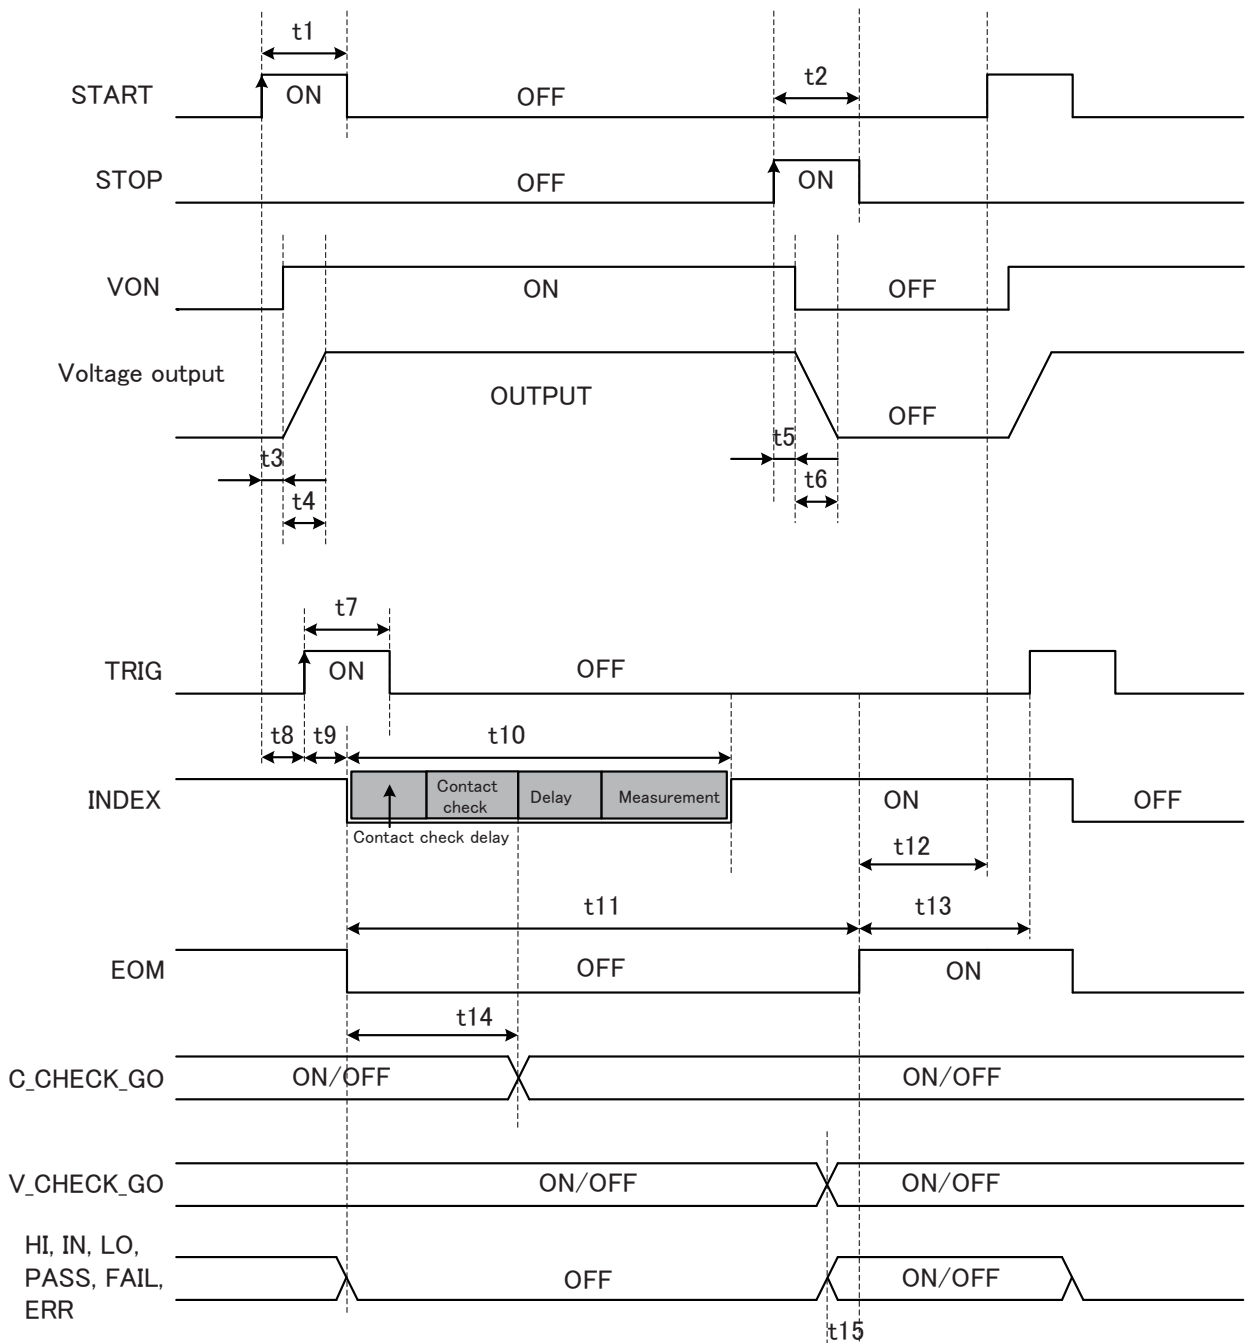 t1
t2
START
ON
OFF
STOP
OFF
ON
VON
ON
OFF
Voltage output
OUTPUT
OFF
t3
t4
t5
t6
t7
TRIG
ON
OFF
t8
t9
t10
INDEX
Contact
check
Delay
Measurement
ON
OFF
Contact check delay
t12
t11
t13
EOM
OFF
ON
t14
C_CHECK_GO
ON/OFF
ON/OFF
V_CHECK_GO
ON/OFF
ON/OFF
HI, IN, LO,
PASS, FAIL,
ERR
OFF
ON/OFF
t15